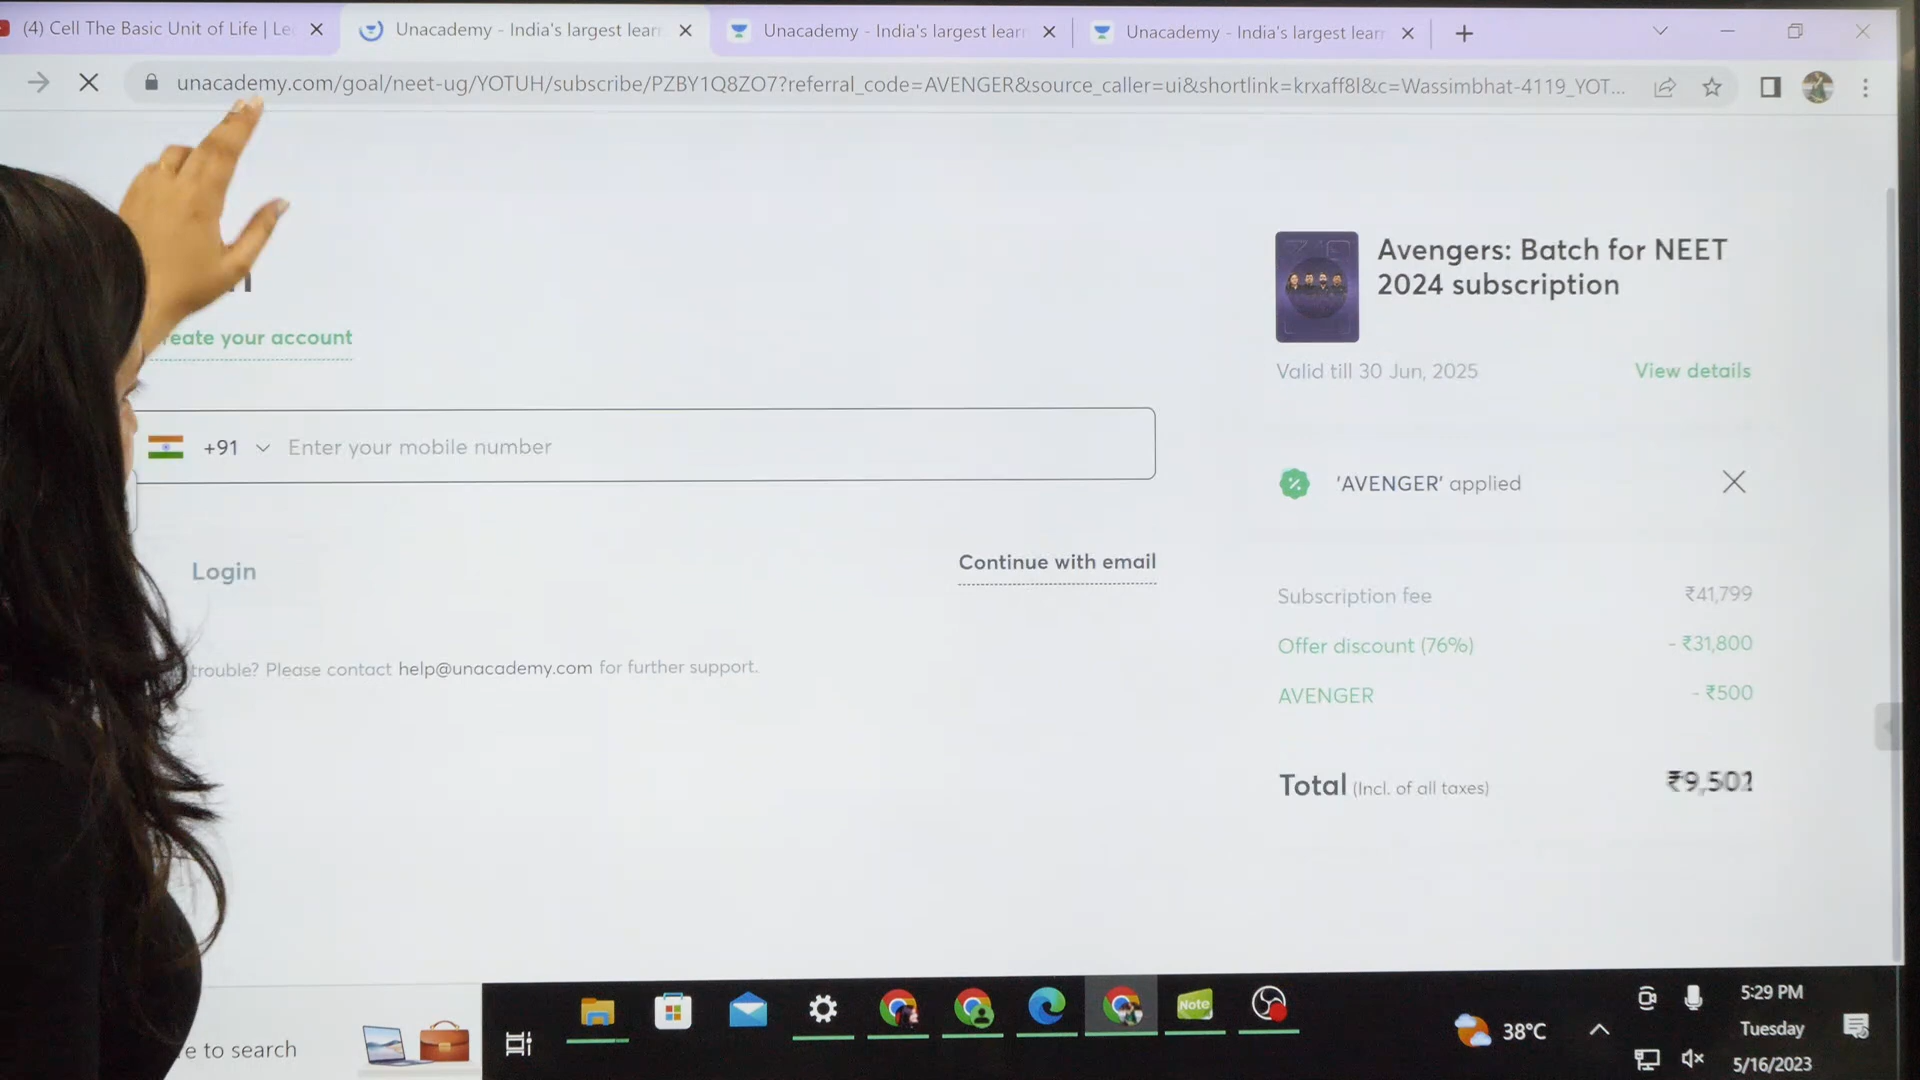 (4) Cell The Basic Unit of Life | Le
Unacademy - India's largest lear
Unacademy - India's largest lear
Unacademy - India's largest lear
unacademy.com/goal/neet-ug/YOTUH/subscribe/PZBY1Q8ZO7?referral_code=AVENGER&source_caller=ui&shortlink=krxaff8l&c=Wassimbhat-4119_YOT...
Avengers: Batch for NEET
2024 subscription
Valid till 30 Jun, 2025
View details
eate your account
+91 Enter your mobile number
'AVENGER' applied
Login
Continue with email
trouble? Please contact help@unacademy.com for further support.
Subscription fee ₹41,799
Offer discount (76%) - ₹31,800
AVENGER - ₹500
Total (Incl. of all taxes)
e to search
Note
38°C
5:29 PM
Tuesday
5/16/2023